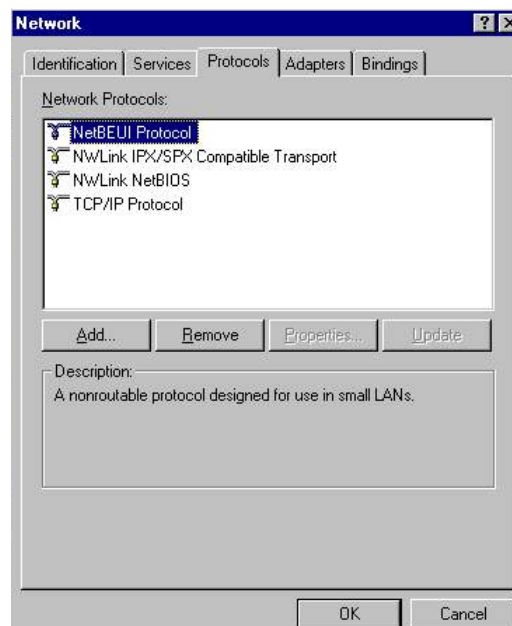 Network
Identification Services Protocols Adapters Bindings
Network Protocols:
NetBEUI Protocol
NWLink IPX/SPX Compatible Transport
NWLink NetBIOS
TCP/IP Protocol
Add... Remove Properties... Update
Description:
A nonroutable protocol designed for use in small LANs.
OK Cancel